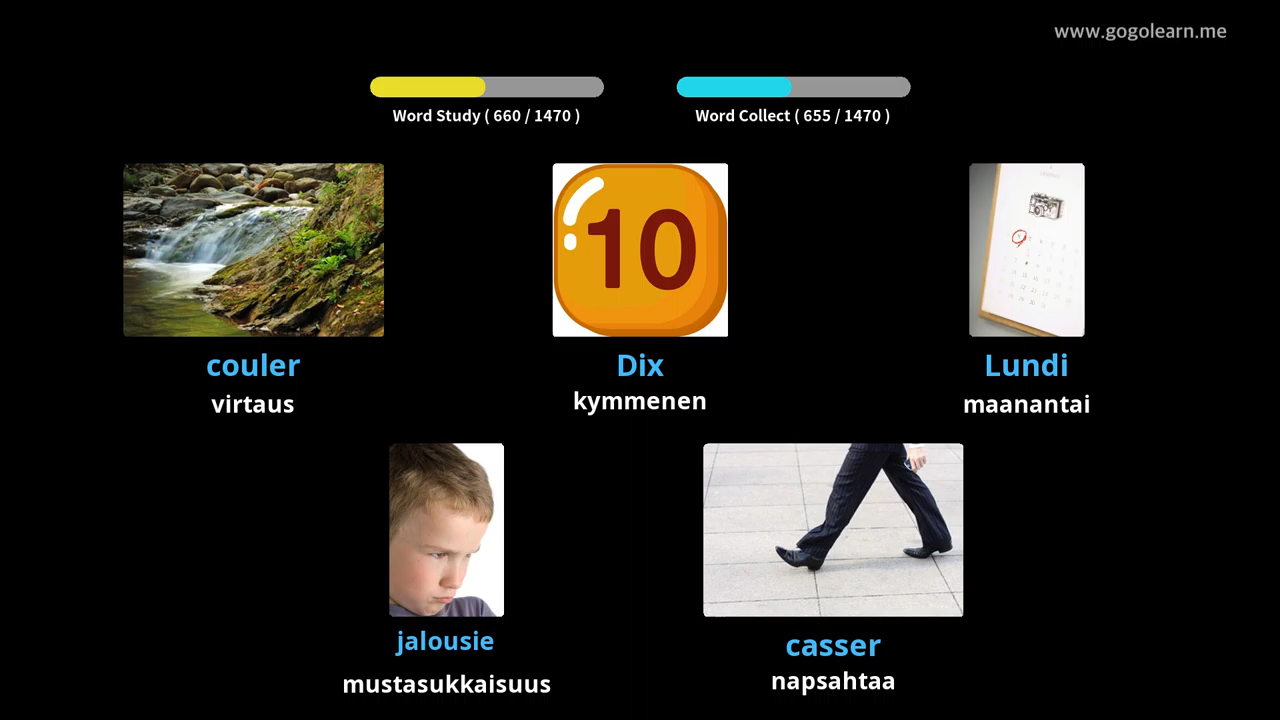 www.gogolearn.me
Word Study ( 660 / 1470 )
Word Collect ( 655 / 1470 )
10
couler
Dix
Lundi
virtaus
kymmenen
maanantai
jalousie
casser
mustasukkaisuus
napsahtaa